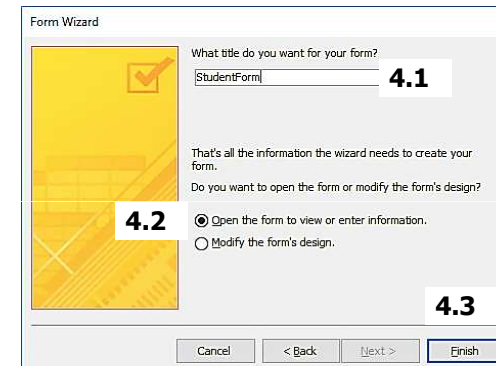 Form Wizard
What title do you want for your form?
StudentForm
4.1
That's all the information the wizard needs to create your
form.
Do you want to open the form or modify the form's design?
4.2
Open the form to view or enter information.
Modify the form's design.
4.3
Cancel
< Back
Next >
Finish